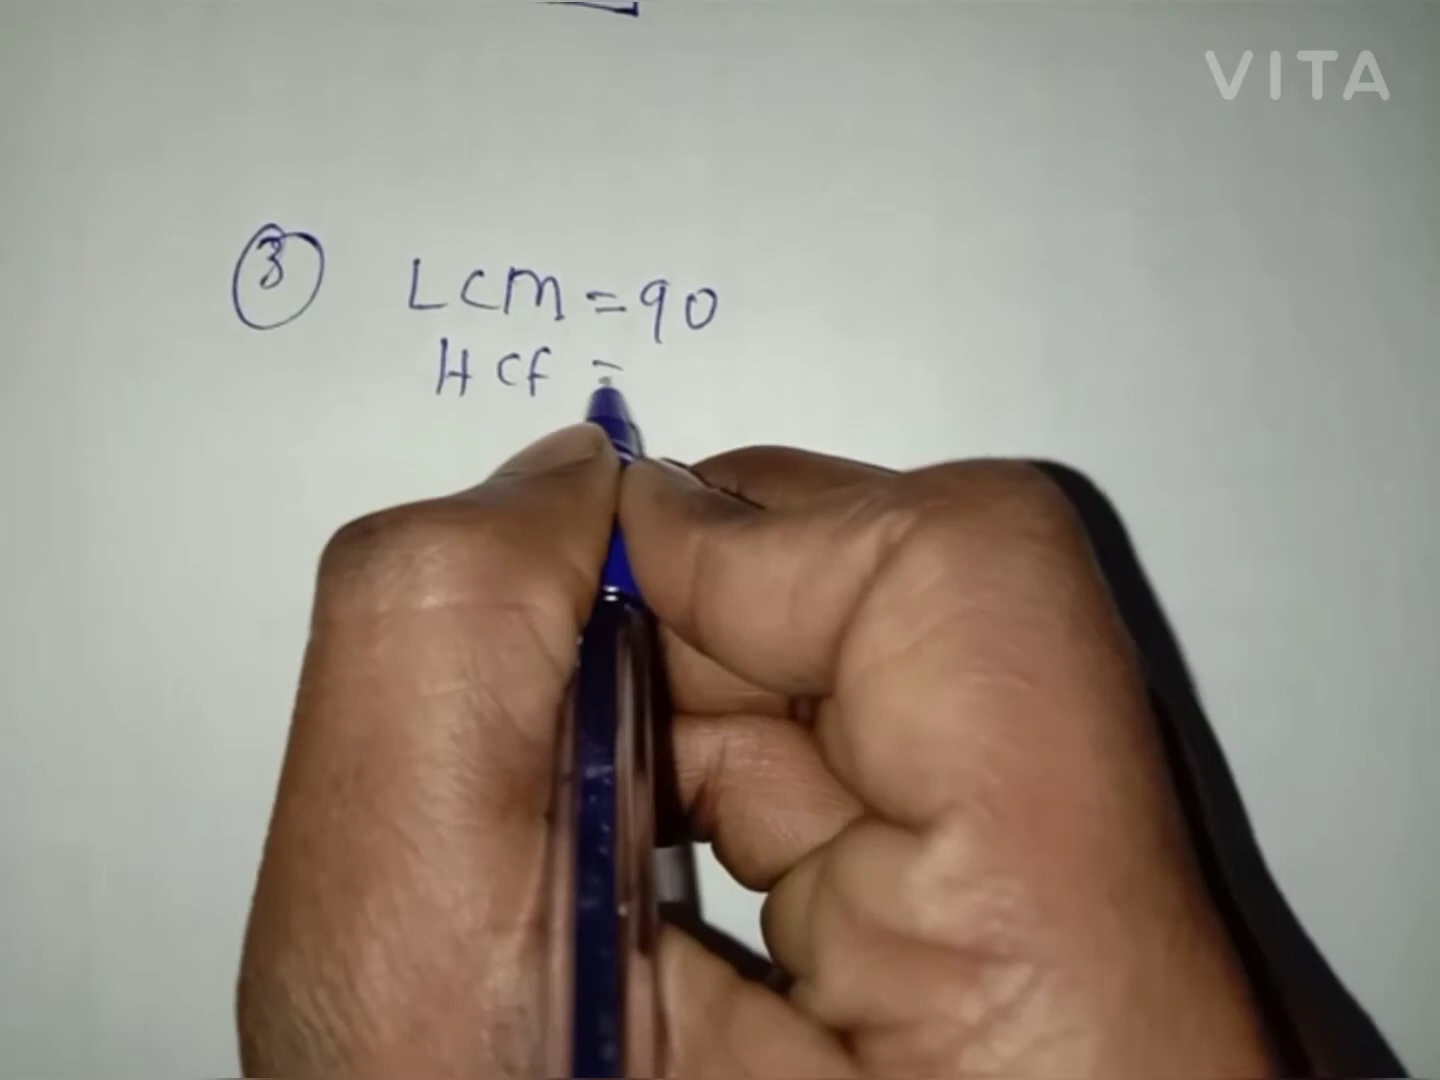 VITA
③ LCM = 90
HCF =